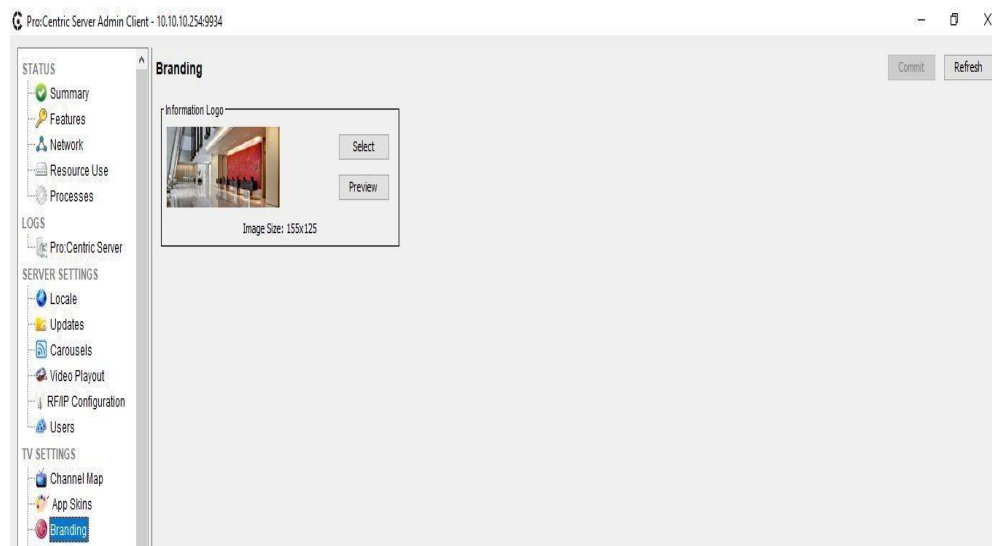 Pro:Centric Server Admin Client - 10.10.10.254:9934
STATUS
Summary
Features
Network
Resource Use
Processes
LOGS
Pro:Centric Server
SERVER SETTINGS
Locale
Updates
Carousels
Video Playout
RF/IP Configuration
Users
TV SETTINGS
Channel Map
App Skins
Branding
Branding
Commit
Refresh
Information Logo
Select
Preview
Image Size: 155x125